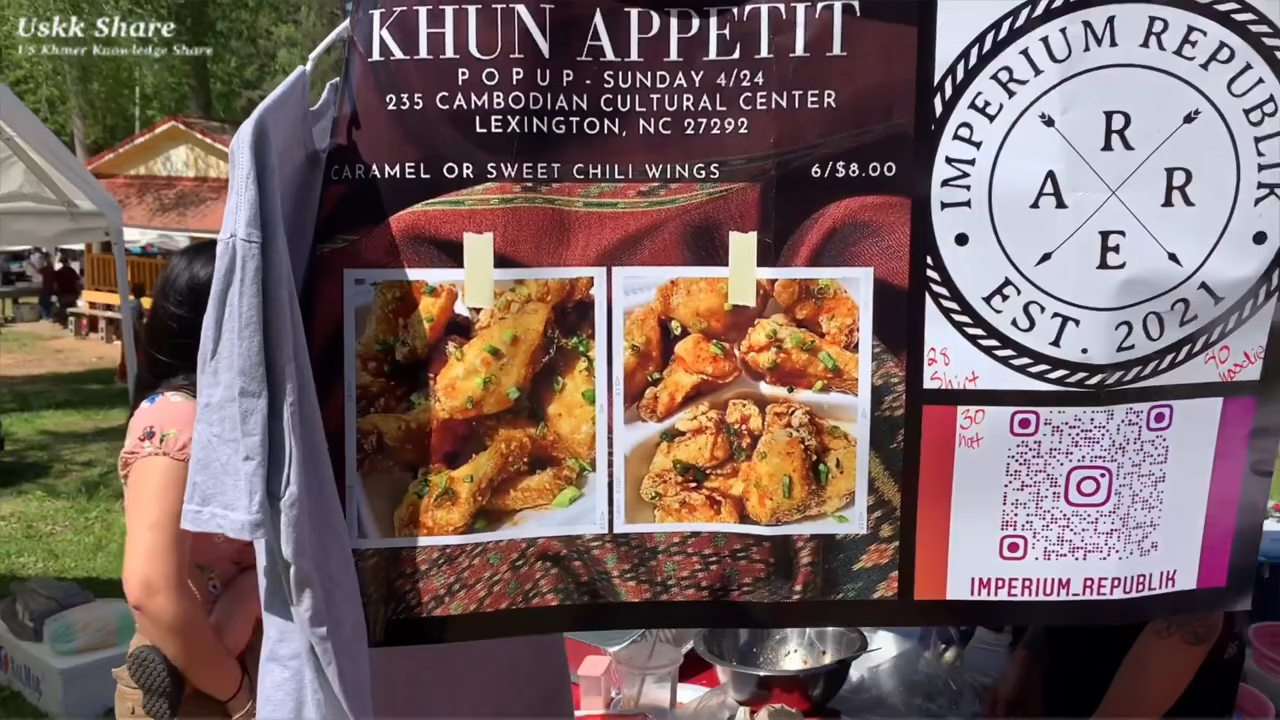 Uskk Share
US Khmer Knowledge Share
KHUN APPETIT
POPUP - SUNDAY 4/24
235 CAMBODIAN CULTURAL CENTER
LEXINGTON, NC 27292
CARAMEL OR SWEET CHILI WINGS 6/$8.00
IMPERIUM REPUBLIK
R
A R
E
EST. 2021
28
Shirt
40
Hoodie
30
hat
IMPERIUM_REPUBLIK